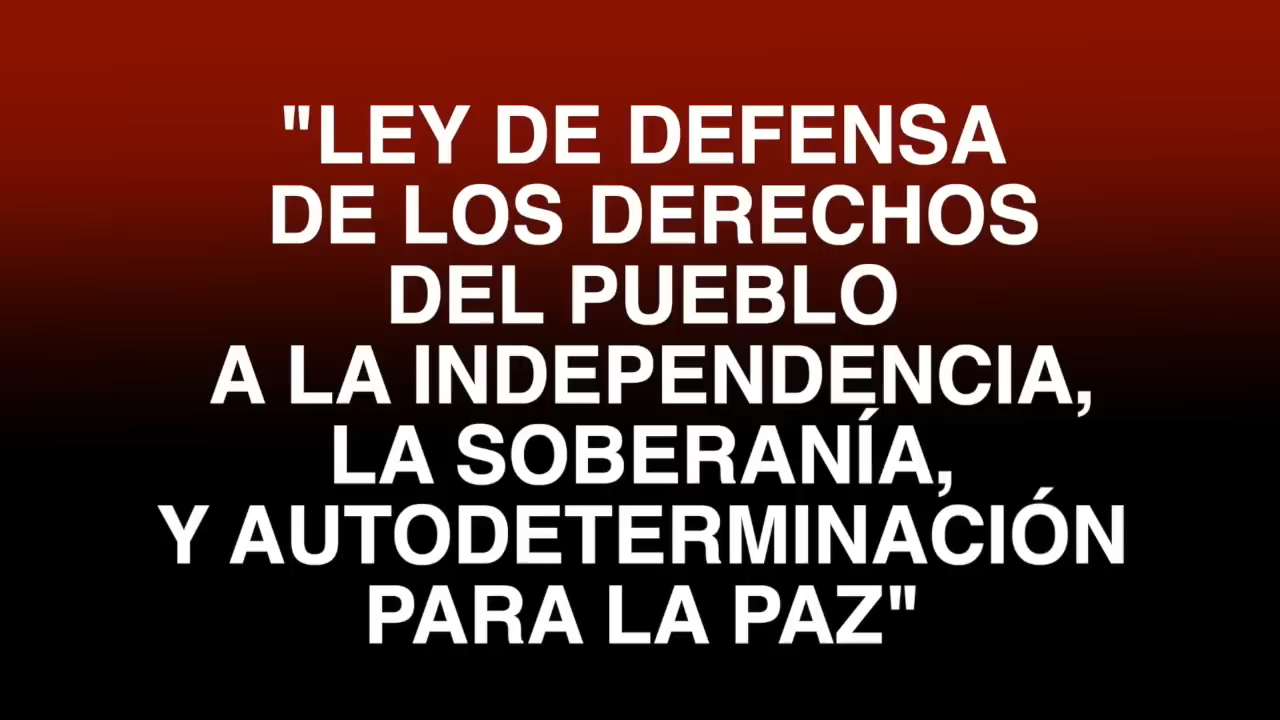 "LEY DE DEFENSA
DE LOS DERECHOS
DEL PUEBLO
A LA INDEPENDENCIA,
LA SOBERANÍA,
Y AUTODETERMINACIÓN
PARA LA PAZ"